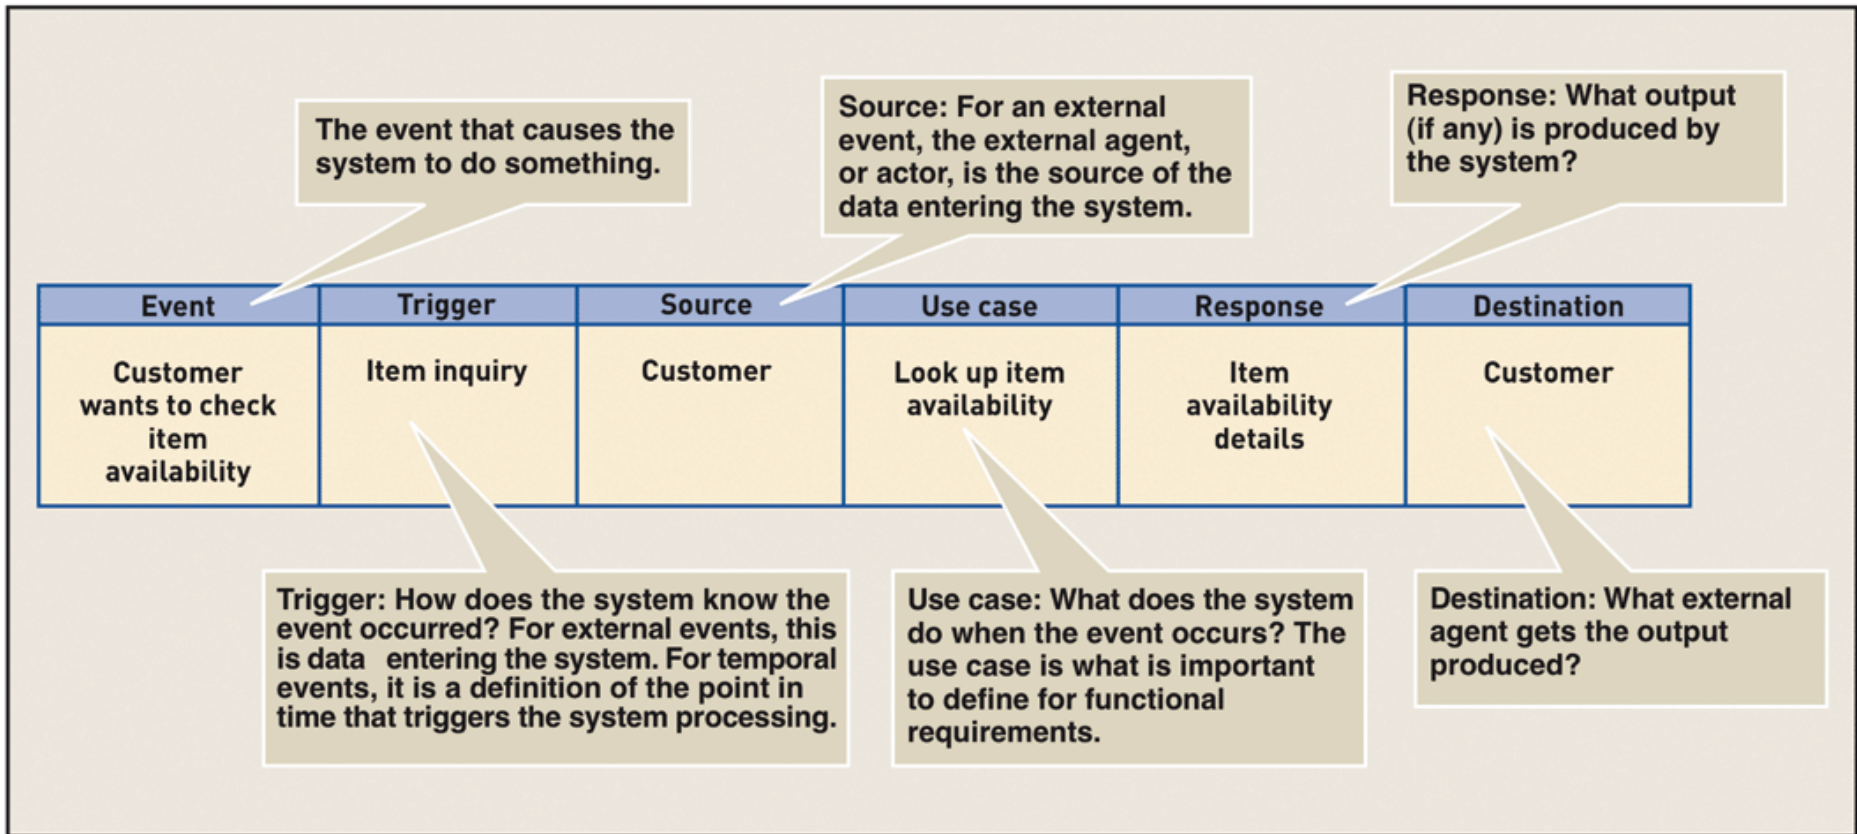 The event that causes the
system to do something.
Source: For an external
event, the external agent,
or actor, is the source of the
data entering the system.
Response: What output
(if any) is produced by
the system?
Event
Trigger
Source
Use case
Response
Destination
Customer
wants to check
item
availability
Item inquiry
Customer
Look up item
availability
Item
availability
details
Customer
Trigger: How does the system know the
event occurred? For external events, this
is data entering the system. For temporal
events, it is a definition of the point in
time that triggers the system processing.
Use case: What does the system
do when the event occurs? The
use case is what is important
to define for functional
requirements.
Destination: What external
agent gets the output
produced?